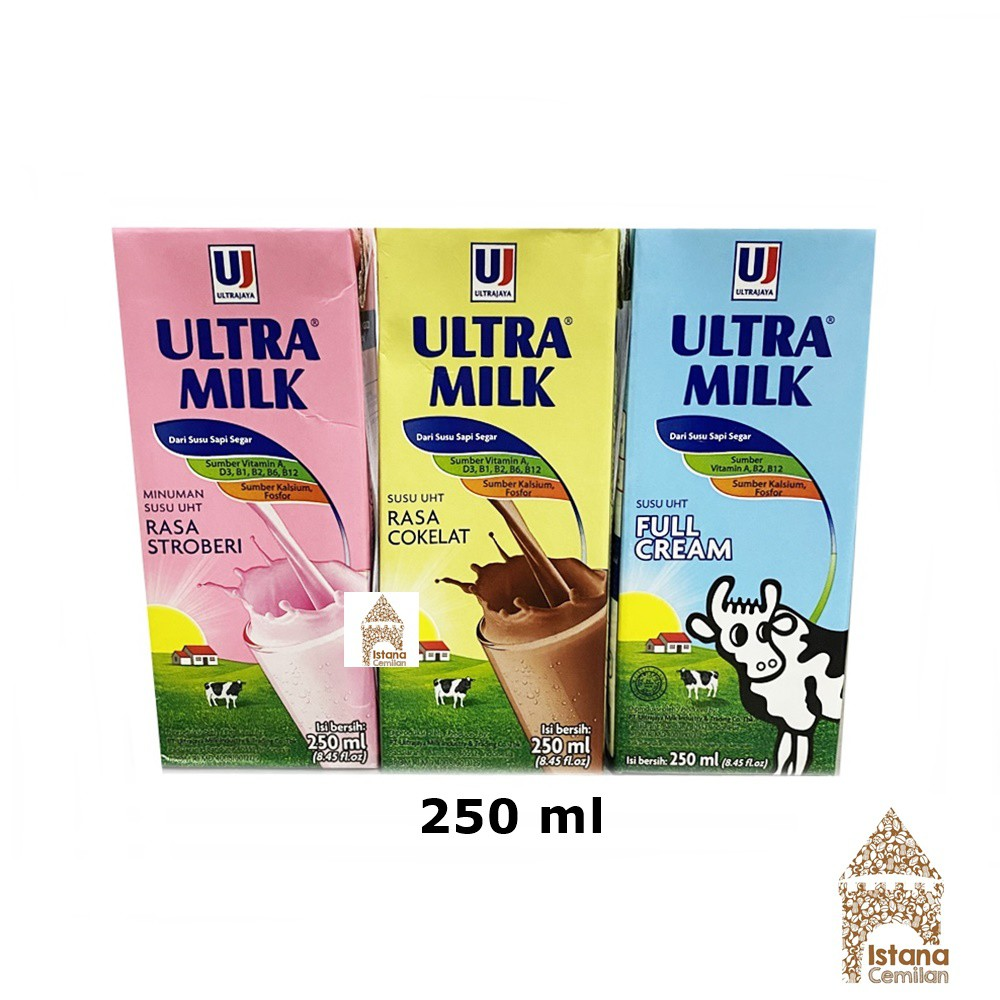 UJ
ULTRAJAYA
ULTRA®
MILK
Dari Susu Sapi Segar
Sumber Vitamin A,
D3, B1, B2, B6, B12
Sumber Kalsium,
Fosfor
MINUMAN
SUSU UHT
RASA
STROBERI
Isi bersih:
250 ml
(8.45 fl.oz)
UJ
ULTRAJAYA
ULTRA®
MILK
Dari Susu Sapi Segar
Sumber Vitamin A,
D3, B1, B2, B6, B12
Sumber Kalsium,
Fosfor
SUSU UHT
RASA
COKELAT
Isi bersih:
250 ml
(8.45 fl.oz)
UJ
ULTRAJAYA
ULTRA®
MILK
Dari Susu Sapi Segar
Sumber
Vitamin A, B2, B12
Sumber Kalsium,
Fosfor
SUSU UHT
FULL
CREAM
Isi bersih: 250 ml (8.45 fl.oz)
Istana
Cemilan
250 ml
Istana
Cemilan